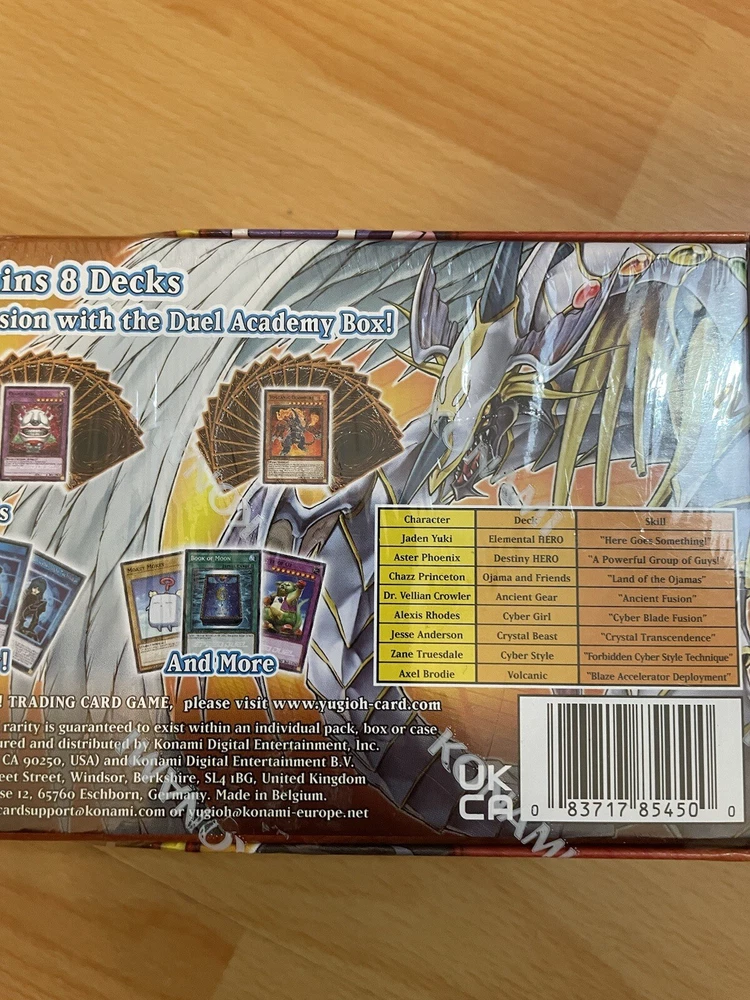 ins 8 Decks
sion with the Duel Academy Box!
s
BOOK OF MOON
!
And More
Character Deck Skill
Jaden Yuki Elemental HERO "Here Goes Something!"
Aster Phoenix Destiny HERO "A Powerful Group of Guys!"
Chazz Princeton Ojama and Friends "Land of the Ojamas"
Dr. Vellian Crowler Ancient Gear "Ancient Fusion"
Alexis Rhodes Cyber Girl "Cyber Blade Fusion"
Jesse Anderson Crystal Beast "Crystal Transcendence"
Zane Truesdale Cyber Style "Forbidden Cyber Style Technique"
Axel Brodie Volcanic "Blaze Accelerator Deployment"
! TRADING CARD GAME, please visit www.yugioh-card.com
rarity is guaranteed to exist within an individual pack, box or case
ured and distributed by Konami Digital Entertainment, Inc.
CA 90250, USA) and Konami Digital Entertainment B.V.
eet Street, Windsor, Berkshire, SL4 1BG, United Kingdom
se 12, 65760 Eschborn, Germany. Made in Belgium.
cardsupport@konami.com or yugioh@konami-europe.net
UK
CA
0 83717 85450 0
KONAMI